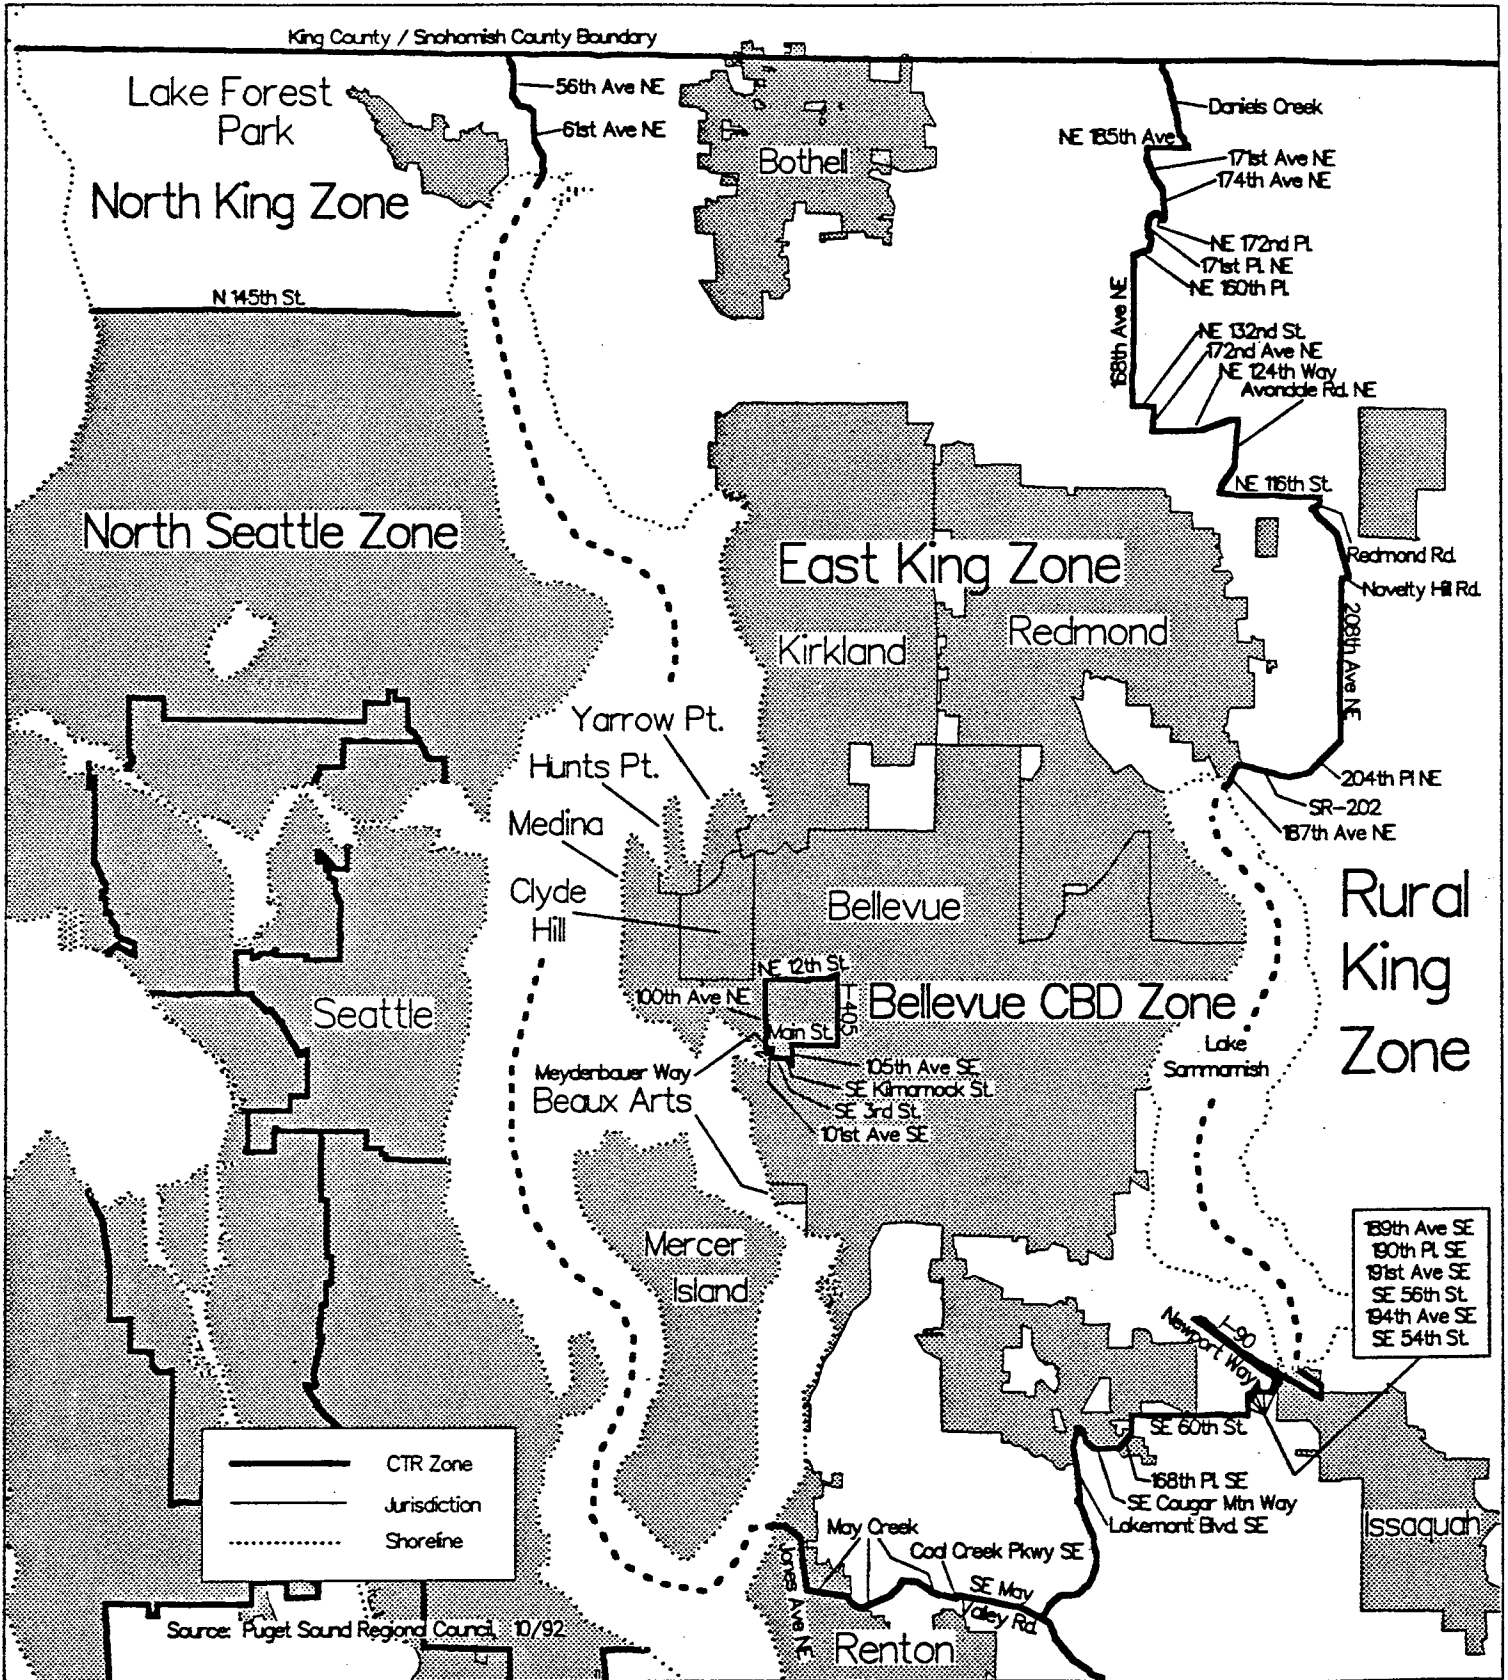 King County / Snohomish County Boundary
Lake Forest
Park
56th Ave NE
61st Ave NE
Bothell
Daniels Creek
NE 185th Ave
171st Ave NE
174th Ave NE
North King Zone
NE 172nd Pl.
171st Pl. NE
NE 160th Pl.
N 145th St.
168th Ave NE
NE 132nd St.
172nd Ave NE
NE 124th Way
Avondale Rd. NE
NE 116th St.
North Seattle Zone
East King Zone
Redmond Rd.
Novelty Hill Rd.
208th Ave NE
Kirkland
Redmond
Yarrow Pt.
Hunts Pt.
Medina
204th Pl NE
SR-202
187th Ave NE
Clyde
Hill
Bellevue
Rural
King
Zone
NE 12th St.
100th Ave NE
I-405
Bellevue CBD Zone
Main St.
Seattle
Lake
Sammamish
Meydenbauer Way
Beaux Arts
105th Ave SE
SE Kilmarnock St.
SE 3rd St.
101st Ave SE
Mercer
Island
189th Ave SE
190th Pl. SE
191st Ave SE
SE 56th St.
194th Ave SE
SE 54th St.
I-90
Newport Way
SE 60th St.
168th Pl. SE
SE Cougar Mtn Way
Lakemont Blvd. SE
Issaquah
CTR Zone
Jurisdiction
Shoreline
May Creek
Coal Creek Pkwy SE
SE May
Valley Rd.
Jones Ave NE
Renton
Source: Puget Sound Regional Council, 10/92